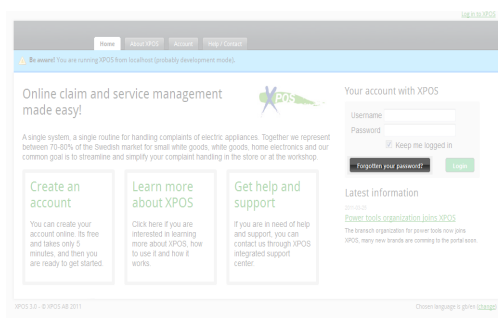 Log in to XPOS
Home About XPOS Account Help / Contact
Be aware! You are running XPOS from localhost (probably development mode).
Online claim and service management
made easy!
XPOS
A single system, a single routine for handling complaints of electric appliances. Together we represent
between 70-80% of the Swedish market for small white goods, white goods, home electronics and our
common goal is to streamline and simplify your complaint handling in the store or at the workshop.
Create an
account
You can create your
account online. Its free
and takes only 5
minutes, and then you
are ready to get started.
Learn more
about XPOS
Click here if you are
interested in learning
more about XPOS, how
to use it and how it
works.
Get help and
support
If you are in need of help
and support, you can
contact us through XPOS
integrated support
center.
Your account with XPOS
Username
Password
Keep me logged in
Forgotten your password? Login
Latest information
Power tools organization joins XPOS
The bransch organization for power tools now joins
XPOS, many new brands are comming to the portal soon.
XPOS 3.0 - © XPOS AB 2011
Chosen language is gb/en (change)